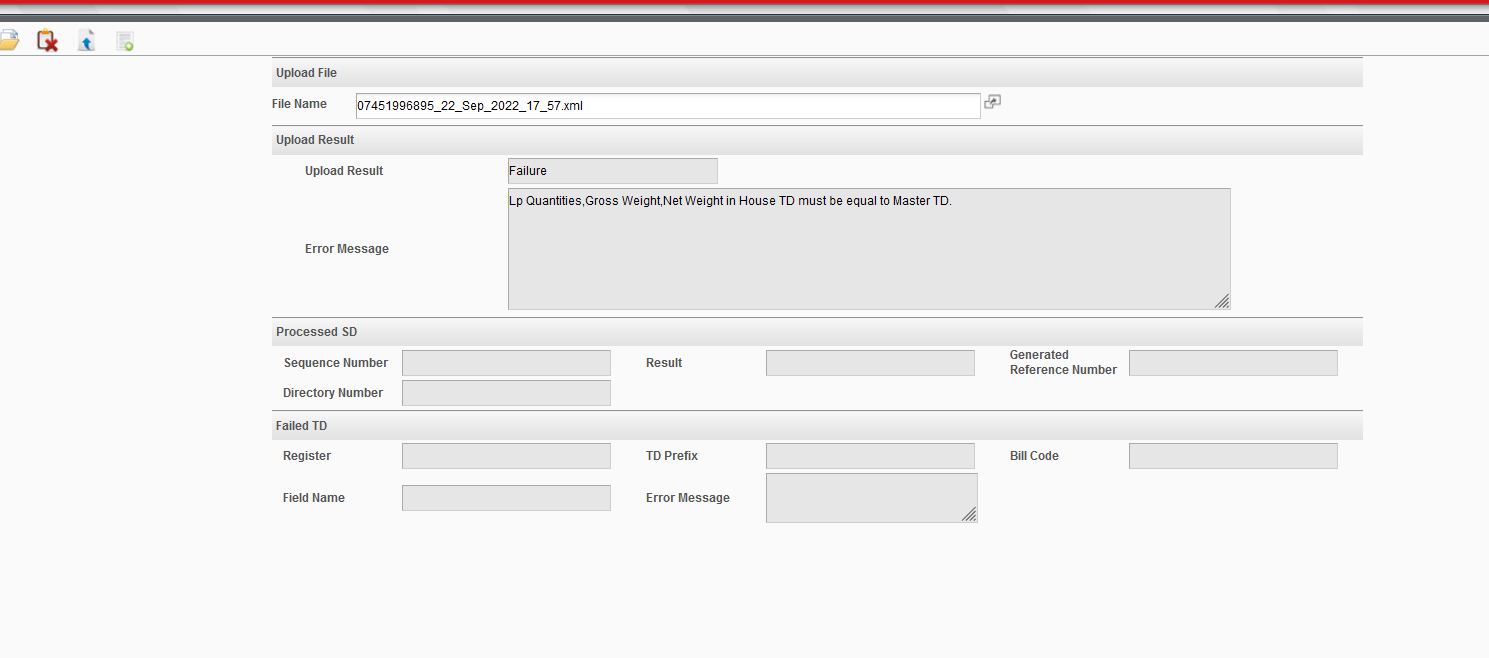 Upload File
File Name 07451996895_22_Sep_2022_17_57.xml
Upload Result
Upload Result Failure
Lp Quantities,Gross Weight,Net Weight in House TD must be equal to Master TD.
Error Message
Processed SD
Sequence Number Result Generated Reference Number
Directory Number
Failed TD
Register TD Prefix Bill Code
Field Name Error Message